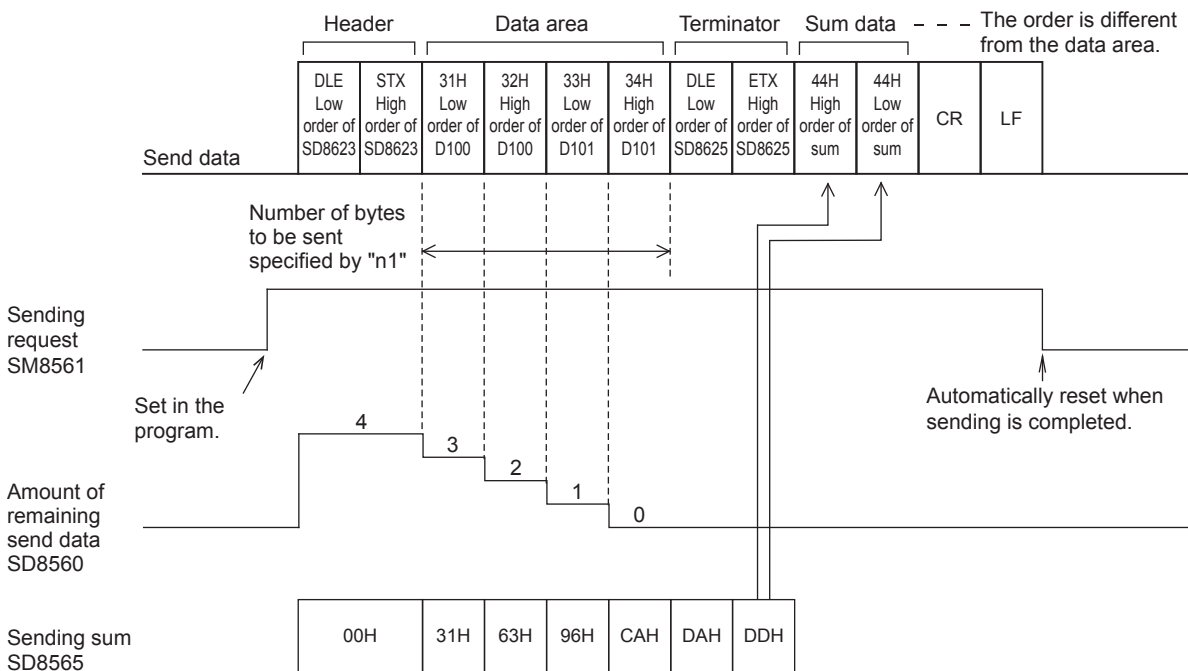 Header
Data area
Terminator
Sum data
The order is different
from the data area.
Send data
DLE
Low
order of
SD8623
STX
High
order of
SD8623
31H
Low
order of
D100
32H
High
order of
D100
33H
Low
order of
D101
34H
High
order of
D101
DLE
Low
order of
SD8625
ETX
High
order of
SD8625
44H
High
order of
sum
44H
Low
order of
sum
CR
LF
Number of bytes
to be sent
specified by "n1"
Sending
request
SM8561
Set in the
program.
Automatically reset when
sending is completed.
4
3
2
1
0
Amount of
remaining
send data
SD8560
Sending sum
SD8565
00H
31H
63H
96H
CAH
DAH
DDH